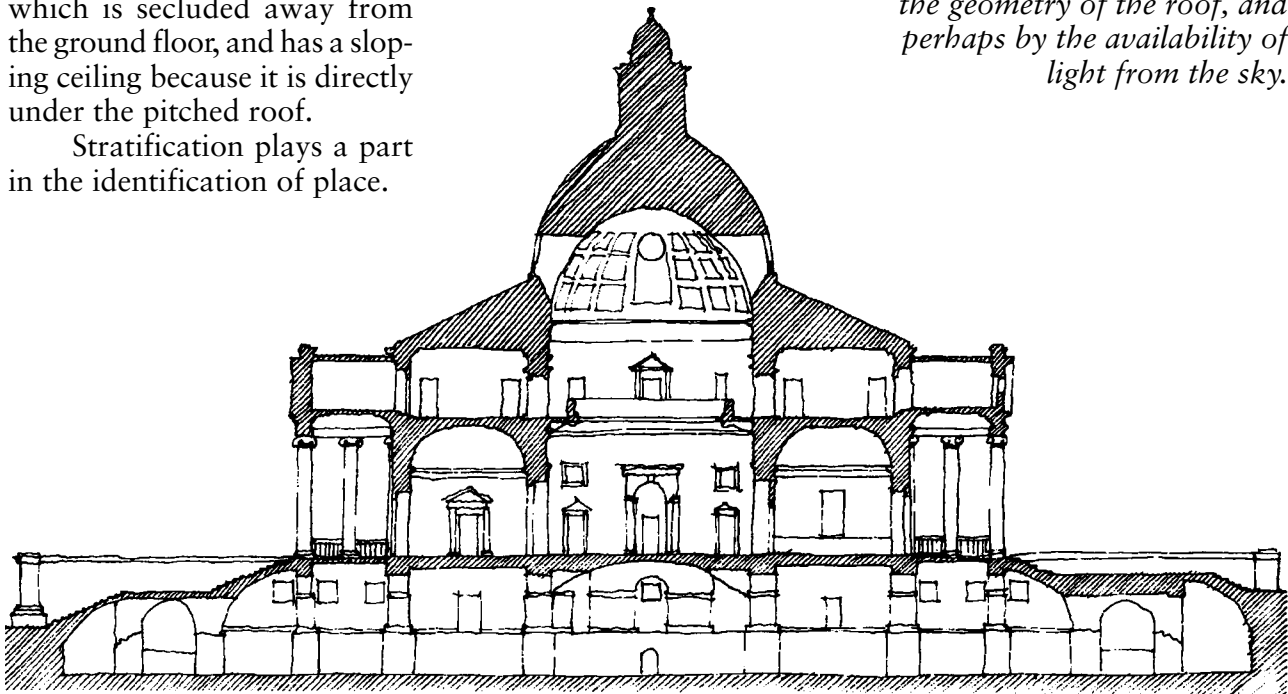 which is secluded away from
the ground floor, and has a slop-
ing ceiling because it is directly
under the pitched roof.
Stratification plays a part
in the identification of place.
the geometry of the roof, and
perhaps by the availability of
light from the sky.